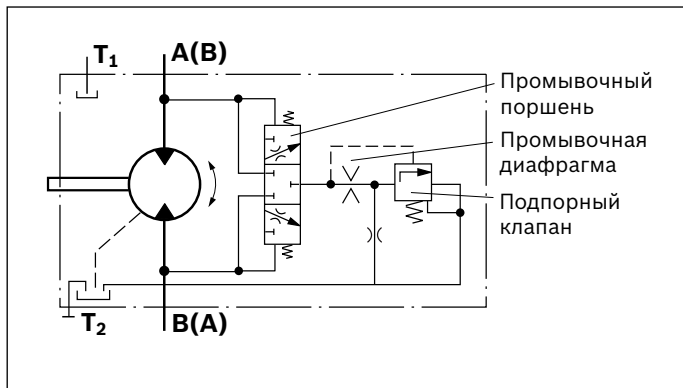 T1
A(B)
Промывочный
поршень
Промывочная
диафрагма
Подпорный
клапан
T2
B(A)